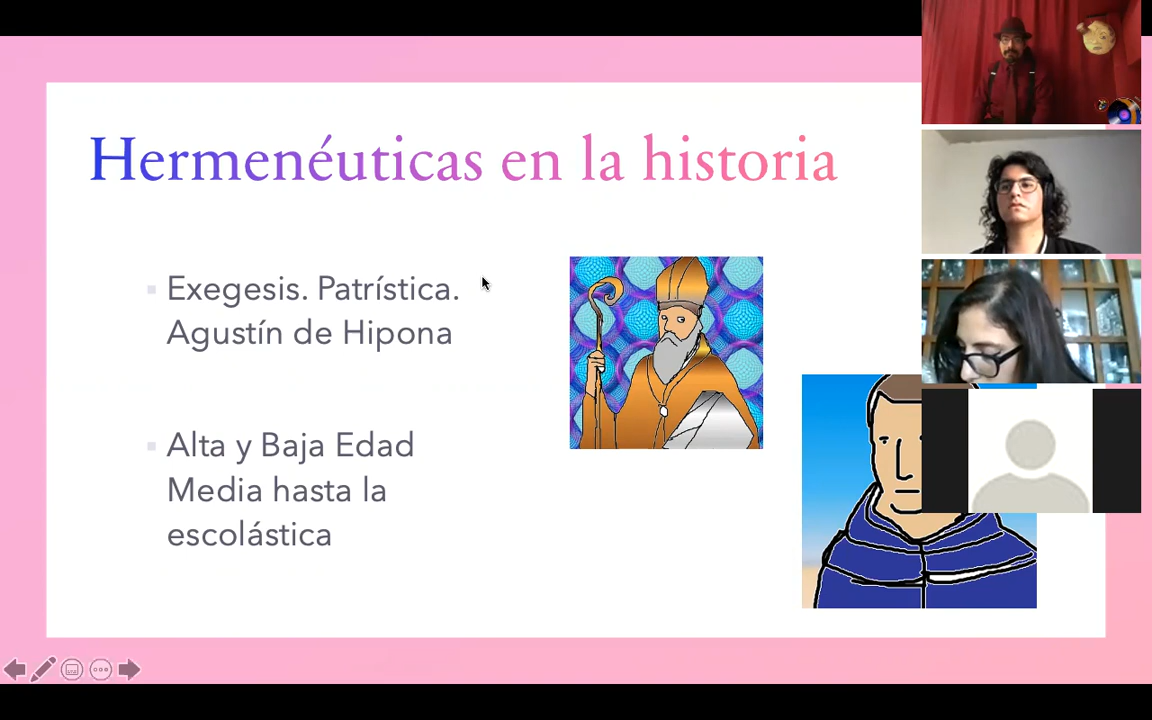 Hermenéuticas en la historia
Exegesis. Patrística.
Agustín de Hipona
Alta y Baja Edad
Media hasta la
escolástica